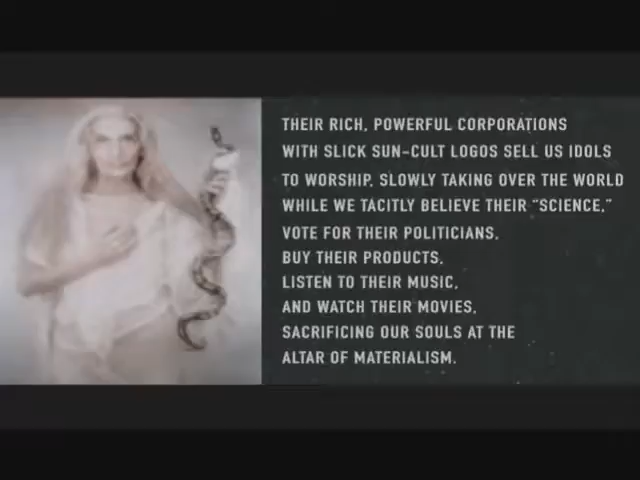 THEIR RICH, POWERFUL CORPORATIONS
WITH SLICK SUN-CULT LOGOS SELL US IDOLS
TO WORSHIP, SLOWLY TAKING OVER THE WORLD
WHILE WE TACITLY BELIEVE THEIR “SCIENCE,”
VOTE FOR THEIR POLITICIANS,
BUY THEIR PRODUCTS,
LISTEN TO THEIR MUSIC,
AND WATCH THEIR MOVIES,
SACRIFICING OUR SOULS AT THE
ALTAR OF MATERIALISM.